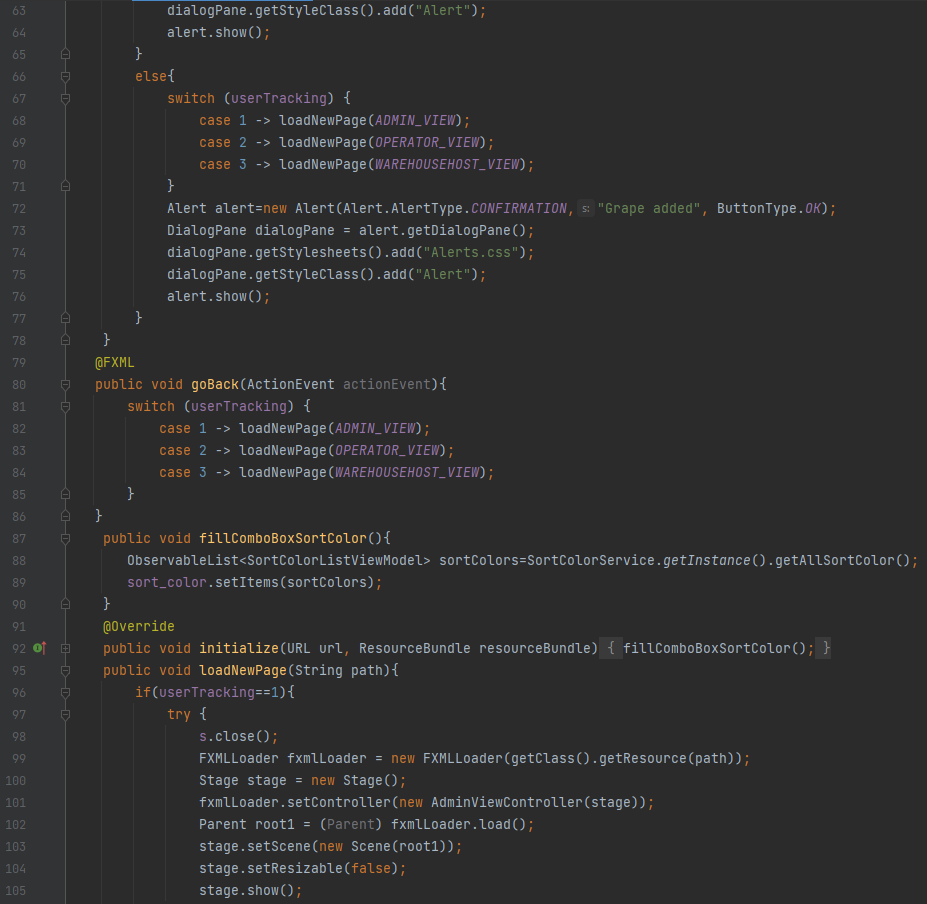 63 dialogPane.getStyleClass().add("Alert");
64 alert.show();
65 }
66 else{
67 switch (userTracking) {
68 case 1 -> loadNewPage(ADMIN_VIEW);
69 case 2 -> loadNewPage(OPERATOR_VIEW);
70 case 3 -> loadNewPage(WAREHOUSEHOST_VIEW);
71 }
72 Alert alert=new Alert(Alert.AlertType.CONFIRMATION, s: "Grape added", ButtonType.OK);
73 DialogPane dialogPane = alert.getDialogPane();
74 dialogPane.getStylesheets().add("Alerts.css");
75 dialogPane.getStyleClass().add("Alert");
76 alert.show();
77 }
78 }
79 @FXML
80 public void goBack(ActionEvent actionEvent){
81 switch (userTracking) {
82 case 1 -> loadNewPage(ADMIN_VIEW);
83 case 2 -> loadNewPage(OPERATOR_VIEW);
84 case 3 -> loadNewPage(WAREHOUSEHOST_VIEW);
85 }
86 }
87 public void fillComboBoxSortColor(){
88 ObservableList<SortColorListViewModel> sortColors=SortColorService.getInstance().getAllSortColor();
89 sort_color.setItems(sortColors);
90 }
91 @Override
92 public void initialize(URL url, ResourceBundle resourceBundle) { fillComboBoxSortColor(); }
95 public void loadNewPage(String path){
96 if(userTracking==1){
97 try {
98 s.close();
99 FXMLLoader fxmlLoader = new FXMLLoader(getClass().getResource(path));
100 Stage stage = new Stage();
101 fxmlLoader.setController(new AdminViewController(stage));
102 Parent root1 = (Parent) fxmlLoader.load();
103 stage.setScene(new Scene(root1));
104 stage.setResizable(false);
105 stage.show();